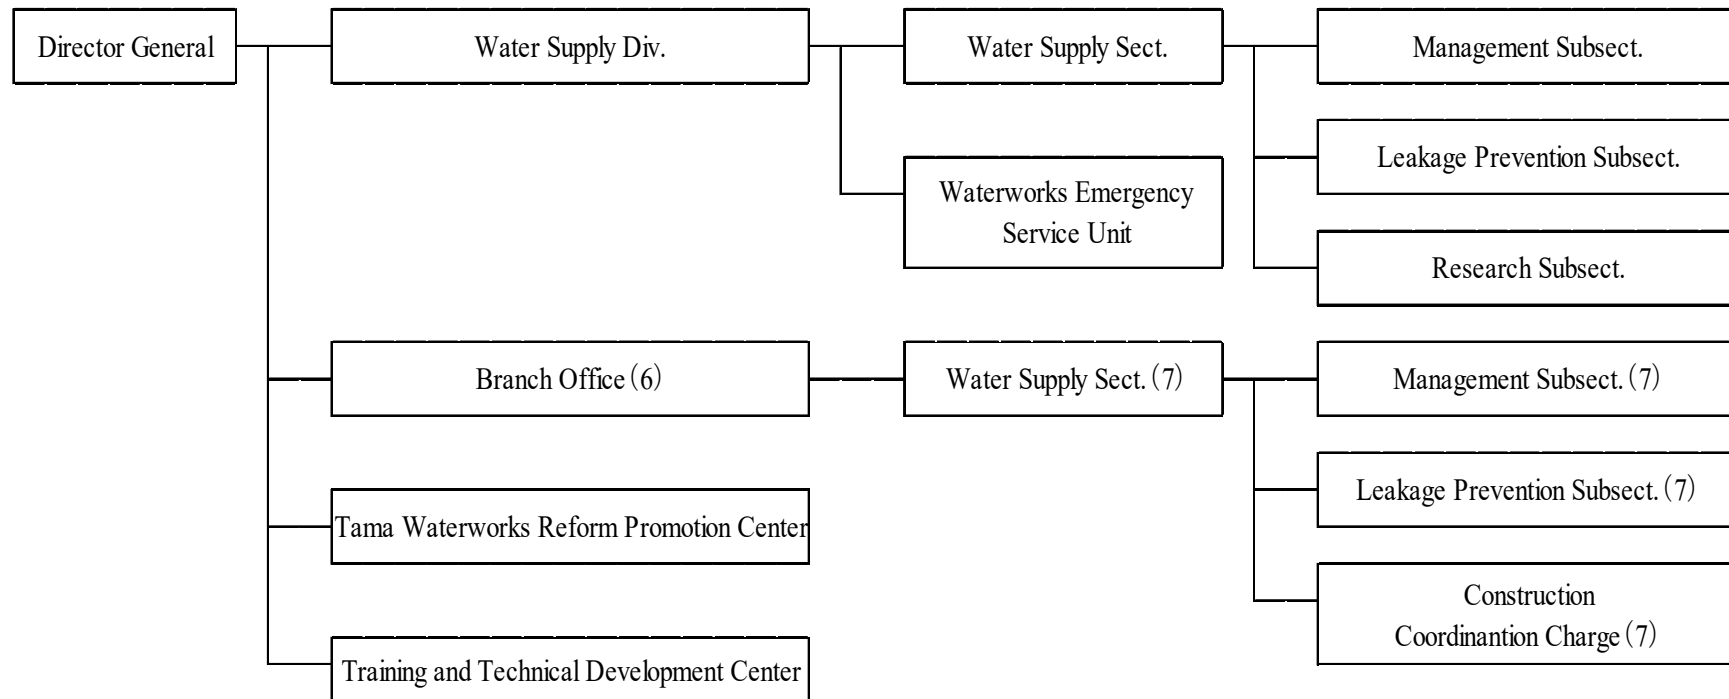 Director General
Water Supply Div.
Water Supply Sect.
Management Subsect.
Leakage Prevention Subsect.
Waterworks Emergency
Service Unit
Research Subsect.
Branch Office (6)
Water Supply Sect. (7)
Management Subsect. (7)
Leakage Prevention Subsect. (7)
Tama Waterworks Reform Promotion Center
Construction
Coordinantion Charge (7)
Training and Technical Development Center